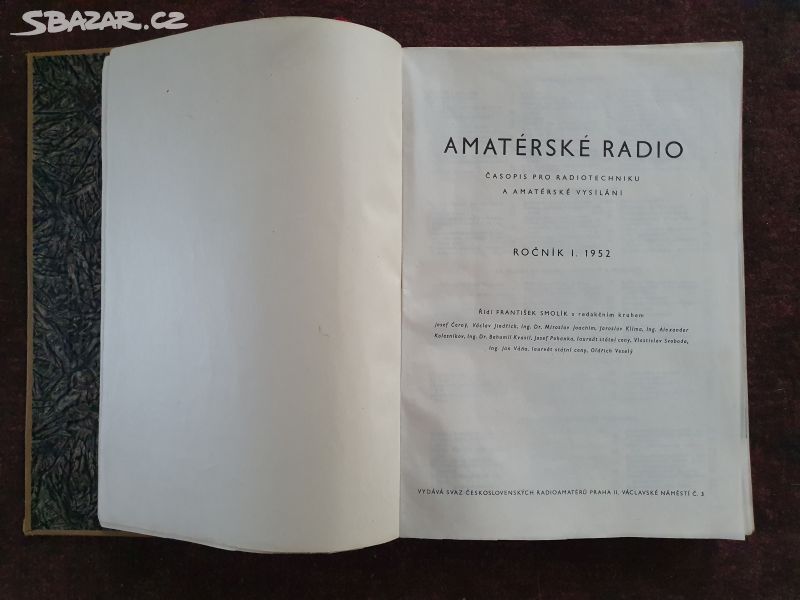 SBAZAR.CZ
AMATÉRSKÉ RADIO
ČASOPIS PRO RADIOTECHNIKU
A AMATÉRSKÉ VYSÍLÁNÍ
ROČNÍK I. 1952
Řídí FRANTIŠEK SMOLÍK s redakčním kruhem
Josef Černý, Václav Jindřich, Ing. Dr. Miroslav Joachim, Jaroslav Klíma, Ing. Alexander
Kolesnikov, Ing. Dr. Bohumil Kvasil, Josef Pohanka, laureát státní ceny, Vlastislav Svoboda,
Ing. Jan Váňa, laureát státní ceny, Oldřich Veselý
VYDÁVÁ SVAZ ČESKOSLOVENSKÝCH RADIOAMATÉRŮ PRAHA II, VÁCLAVSKÉ NÁMĚSTÍ Č. 3